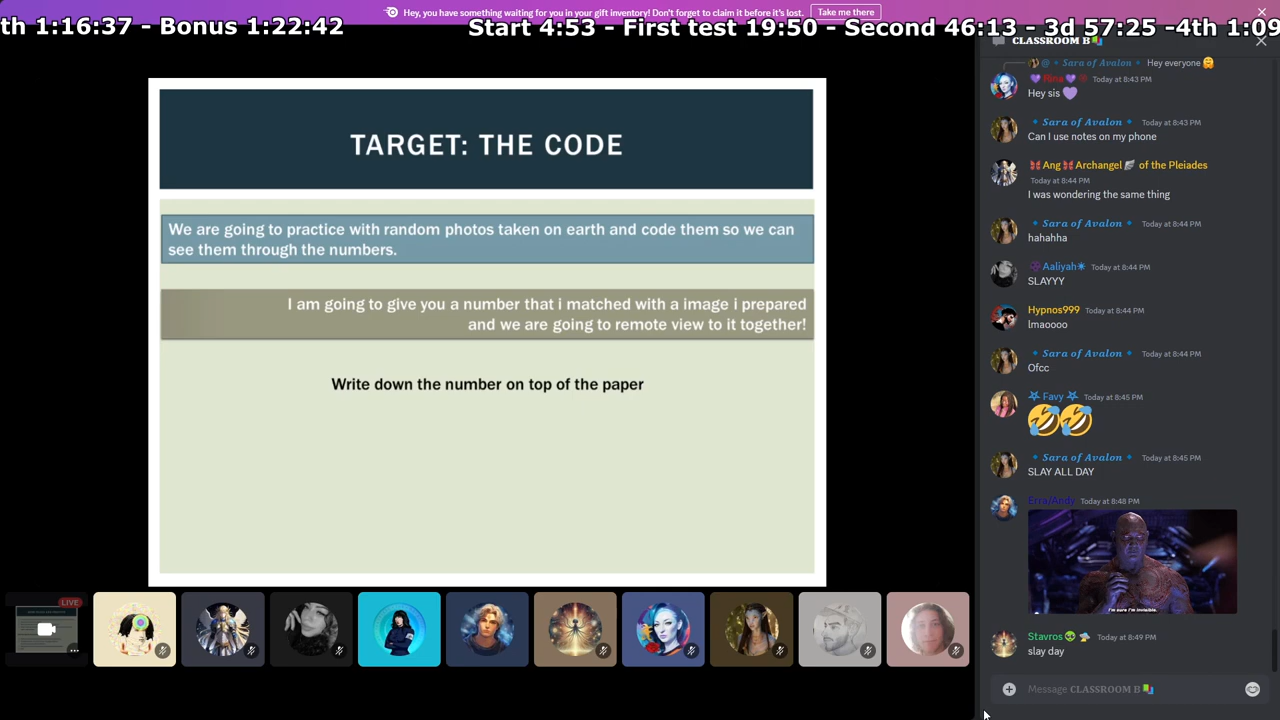 Hey, you have something waiting for you in your gift inventory! Don't forget to claim it before it's lost.
Take me there
th 1:16:37 - Bonus 1:22:42
Start 4:53 - First test 19:50 - Second 46:13 - 3d 57:25 -4th 1:09
TARGET: THE CODE
We are going to practice with random photos taken on earth and code them so we can
see them through the numbers.
I am going to give you a number that i matched with a image i prepared
and we are going to remote view to it together!
Write down the number on top of the paper
LIVE
CLASSROOM B
@ Sara of Avalon Hey everyone
Rina Today at 8:43 PM
Hey sis
Sara of Avalon Today at 8:43 PM
Can I use notes on my phone
Ang Archangel of the Pleiades
Today at 8:44 PM
I was wondering the same thing
Sara of Avalon Today at 8:44 PM
hahahha
Aaliyah Today at 8:44 PM
SLAYYY
Hypnos999 Today at 8:44 PM
lmaoooo
Sara of Avalon Today at 8:44 PM
Ofcc
Favy Today at 8:45 PM
Sara of Avalon Today at 8:45 PM
SLAY ALL DAY
Erra/Andy Today at 8:48 PM
I'm sure I'm invisible.
Stavros Today at 8:49 PM
slay day
Message CLASSROOM B